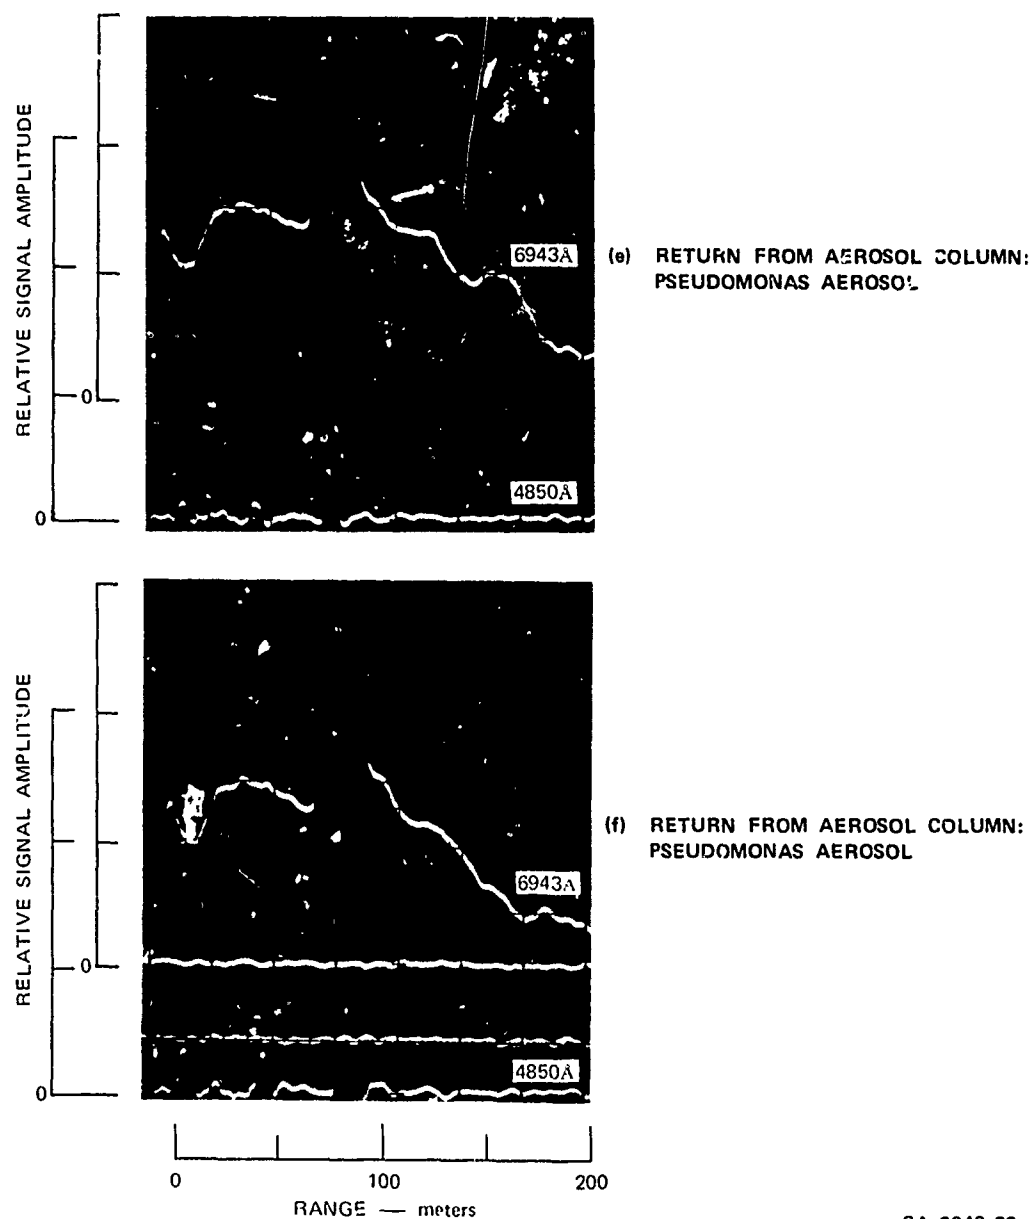 RELATIVE SIGNAL AMPLITUDE
0
0
6943Å
4850Å
(e) RETURN FROM AEROSOL COLUMN:
PSEUDOMONAS AEROSOL
RELATIVE SIGNAL AMPLITUDE
0
0
6943Å
4850Å
(f) RETURN FROM AEROSOL COLUMN:
PSEUDOMONAS AEROSOL
0 100 200
RANGE — meters